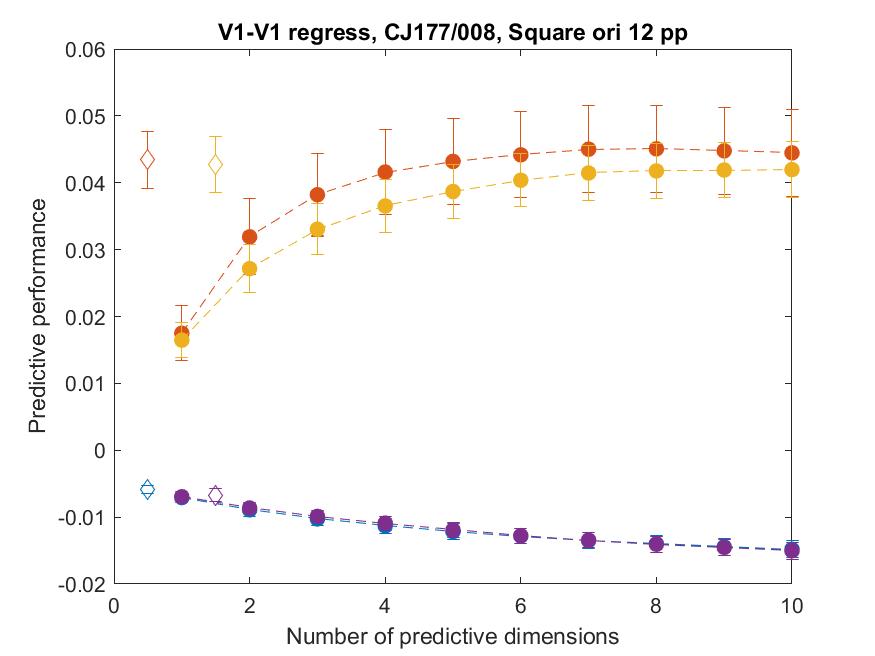 V1-V1 regress, CJ177/008, Square ori 12 pp
0.06
0.05
0.04
0.03
0.02
0.01
0
-0.01
-0.02
Predictive performance
0 2 4 6 8 10
Number of predictive dimensions